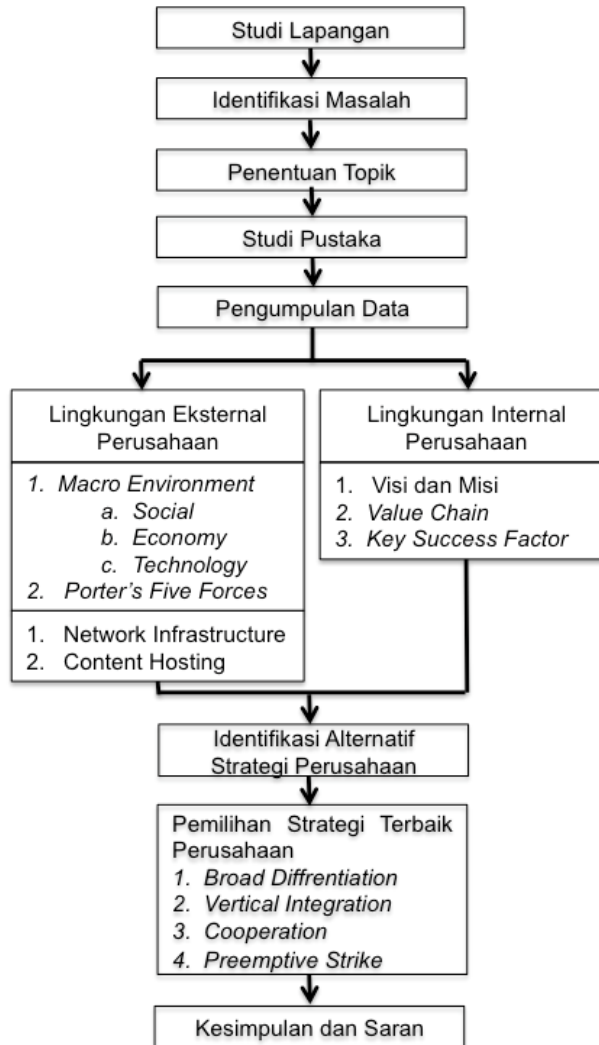 Studi Lapangan
Identifikasi Masalah
Penentuan Topik
Studi Pustaka
Pengumpulan Data
Lingkungan Eksternal
Perusahaan
1. Macro Environment
a. Social
b. Economy
c. Technology
2. Porter's Five Forces
1. Network Infrastructure
2. Content Hosting
Lingkungan Internal
Perusahaan
1. Visi dan Misi
2. Value Chain
3. Key Success Factor
Identifikasi Alternatif
Strategi Perusahaan
Pemilihan Strategi Terbaik
Perusahaan
1. Broad Diffrentiation
2. Vertical Integration
3. Cooperation
4. Preemptive Strike
Kesimpulan dan Saran